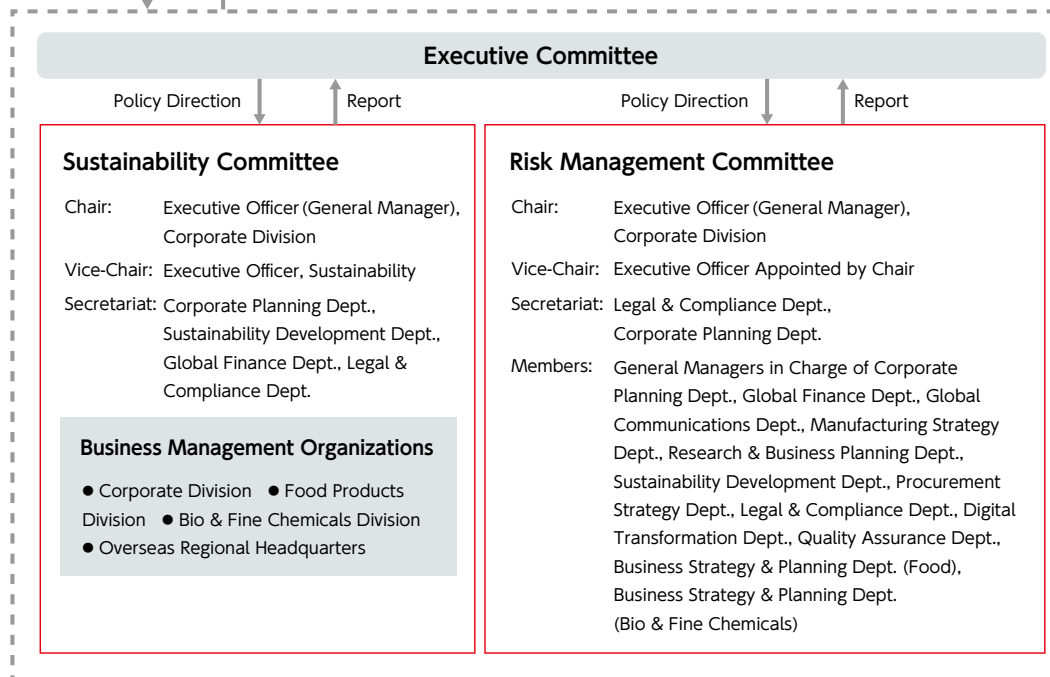 Executive Committee
Policy Direction
Report
Policy Direction
Report
Sustainability Committee
Chair: Executive Officer (General Manager),
Corporate Division
Vice-Chair: Executive Officer, Sustainability
Secretariat: Corporate Planning Dept.,
Sustainability Development Dept.,
Global Finance Dept., Legal &
Compliance Dept.
Business Management Organizations
● Corporate Division ● Food Products
Division ● Bio & Fine Chemicals Division
● Overseas Regional Headquarters
Risk Management Committee
Chair: Executive Officer (General Manager),
Corporate Division
Vice-Chair: Executive Officer Appointed by Chair
Secretariat: Legal & Compliance Dept.,
Corporate Planning Dept.
Members: General Managers in Charge of Corporate
Planning Dept., Global Finance Dept., Global
Communications Dept., Manufacturing Strategy
Dept., Research & Business Planning Dept.,
Sustainability Development Dept., Procurement
Strategy Dept., Legal & Compliance Dept., Digital
Transformation Dept., Quality Assurance Dept.,
Business Strategy & Planning Dept. (Food),
Business Strategy & Planning Dept.
(Bio & Fine Chemicals)